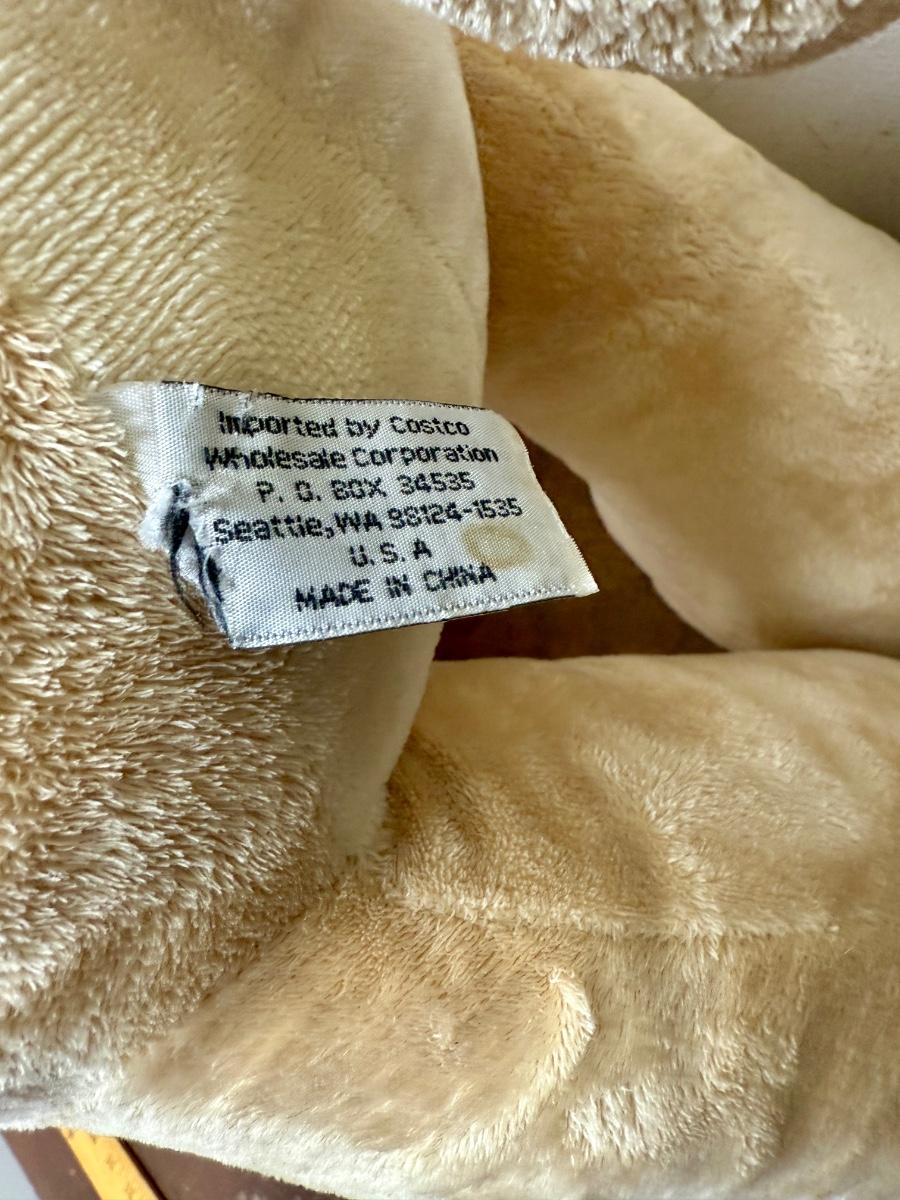 Imported by Costco
Wholesale Corporation
P. O. BOX 34535
Seattle, WA 98124-1535
U. S. A
MADE IN CHINA